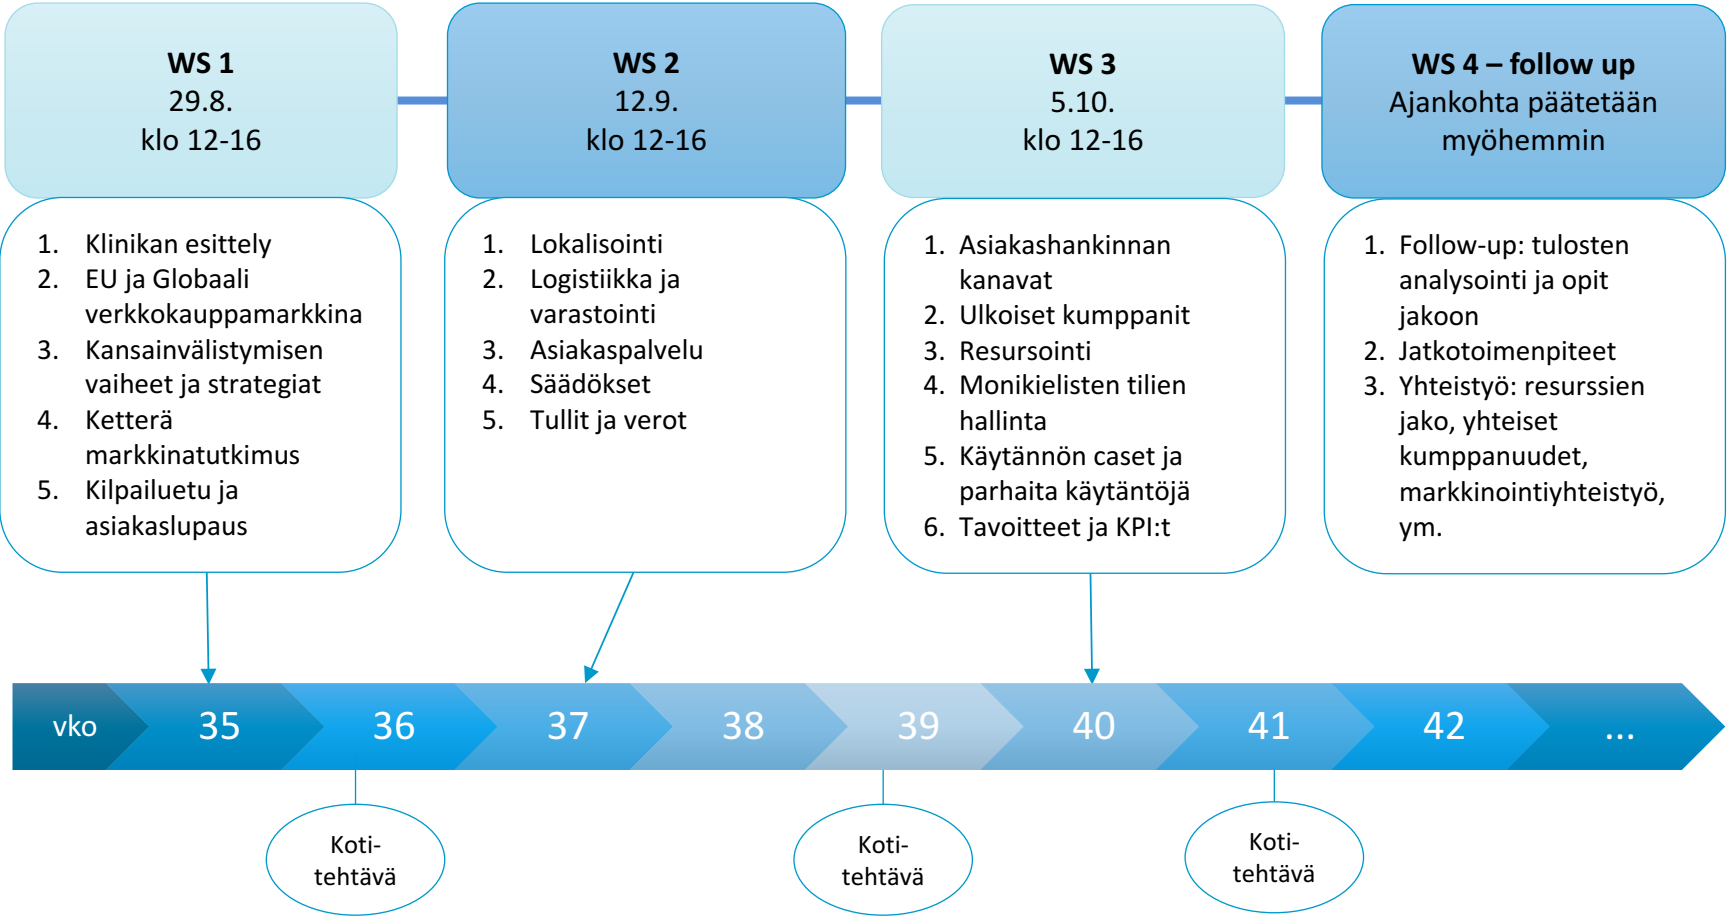 WS 1
29.8.
klo 12-16
WS 2
12.9.
klo 12-16
WS 3
5.10.
klo 12-16
WS 4 – follow up
Ajankohta päätetään
myöhemmin
1. Klinikan esittely
2. EU ja Globaali
verkkokauppamarkkina
3. Kansainvälistymisen
vaiheet ja strategiat
4. Ketterä
markkinatutkimus
5. Kilpailuetu ja
asiakaslupaus
1. Lokalisointi
2. Logistiikka ja
varastointi
3. Asiakaspalvelu
4. Säädökset
5. Tullit ja verot
1. Asiakashankinnan
kanavat
2. Ulkoiset kumppanit
3. Resursointi
4. Monikielisten tilien
hallinta
5. Käytännön caset ja
parhaita käytäntöjä
6. Tavoitteet ja KPI:t
1. Follow-up: tulosten
analysointi ja opit
jakoon
2. Jatkotoimenpiteet
3. Yhteistyö: resurssien
jako, yhteiset
kumppanuudet,
markkinointiyhteistyö,
ym.
vko 35 36 37 38 39 40 41 42 ...
Koti-
tehtävä
Koti-
tehtävä
Koti-
tehtävä